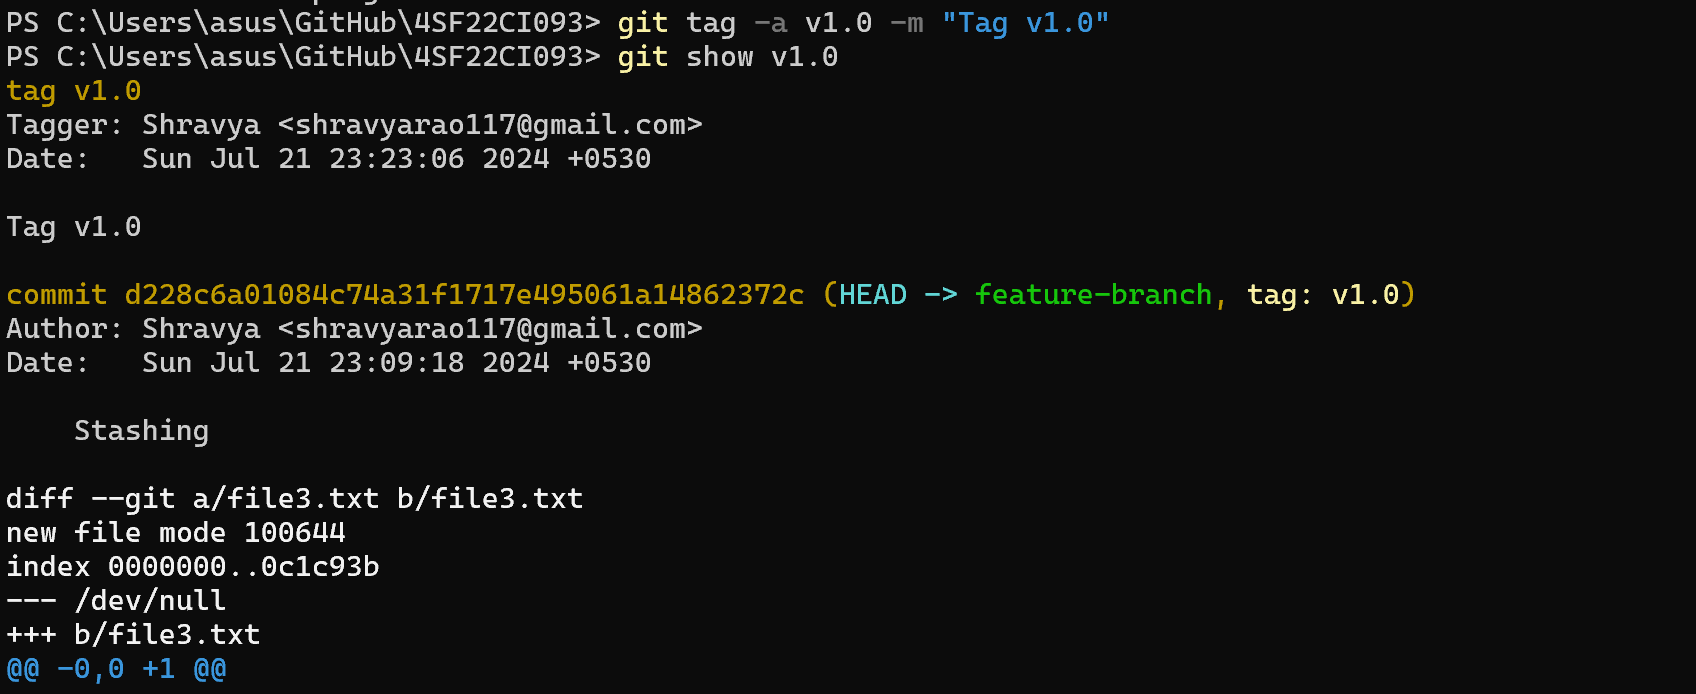 PS C:\Users\asus\GitHub\4SF22CI093> git tag -a v1.0 -m "Tag v1.0"
PS C:\Users\asus\GitHub\4SF22CI093> git show v1.0
tag v1.0
Tagger: Shravya <shravyarao117@gmail.com>
Date:   Sun Jul 21 23:23:06 2024 +0530

Tag v1.0

commit d228c6a01084c74a31f1717e495061a14862372c (HEAD -> feature-branch, tag: v1.0)
Author: Shravya <shravyarao117@gmail.com>
Date:   Sun Jul 21 23:09:18 2024 +0530

    Stashing

diff --git a/file3.txt b/file3.txt
new file mode 100644
index 0000000..0c1c93b
--- /dev/null
+++ b/file3.txt
@@ -0,0 +1 @@